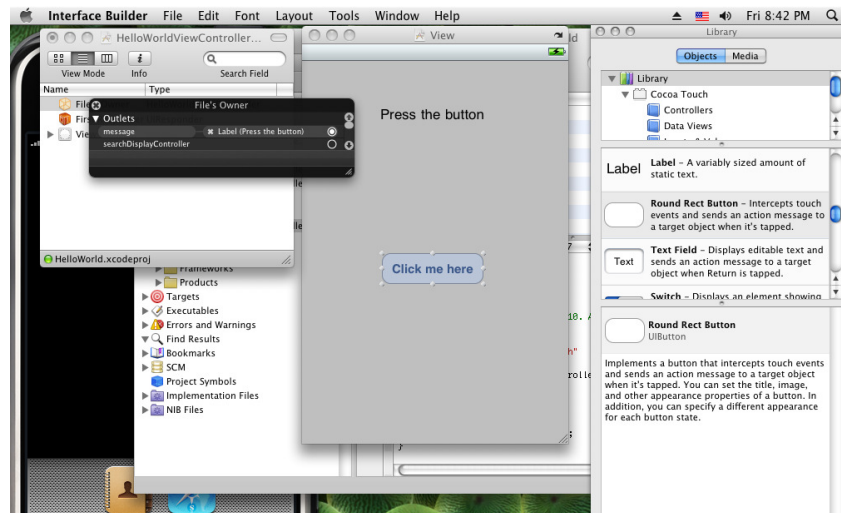 Interface Builder File Edit Font Layout Tools Window Help
Fri 8:42 PM
HelloWorldViewController...
View Mode
Info
Search Field
Name
Type
File's Owner
Outlets
message
Label (Press the button)
searchDisplayController
HelloWorld.xcodeproj
Frameworks
Products
Targets
Executables
Errors and Warnings
Find Results
Bookmarks
SCM
Project Symbols
Implementation Files
NIB Files
View
Press the button
Click me here
Library
Objects
Media
Library
Cocoa Touch
Controllers
Data Views
Label
Label – A variably sized amount of
static text.
Round Rect Button – Intercepts touch
events and sends an action message to
a target object when it's tapped.
Text
Text Field – Displays editable text and
sends an action message to a target
object when Return is tapped.
Switch – Displays an element showing
Round Rect Button
UIButton
Implements a button that intercepts touch events
and sends an action message to a target object
when it's tapped. You can set the title, image,
and other appearance properties of a button. In
addition, you can specify a different appearance
for each button state.